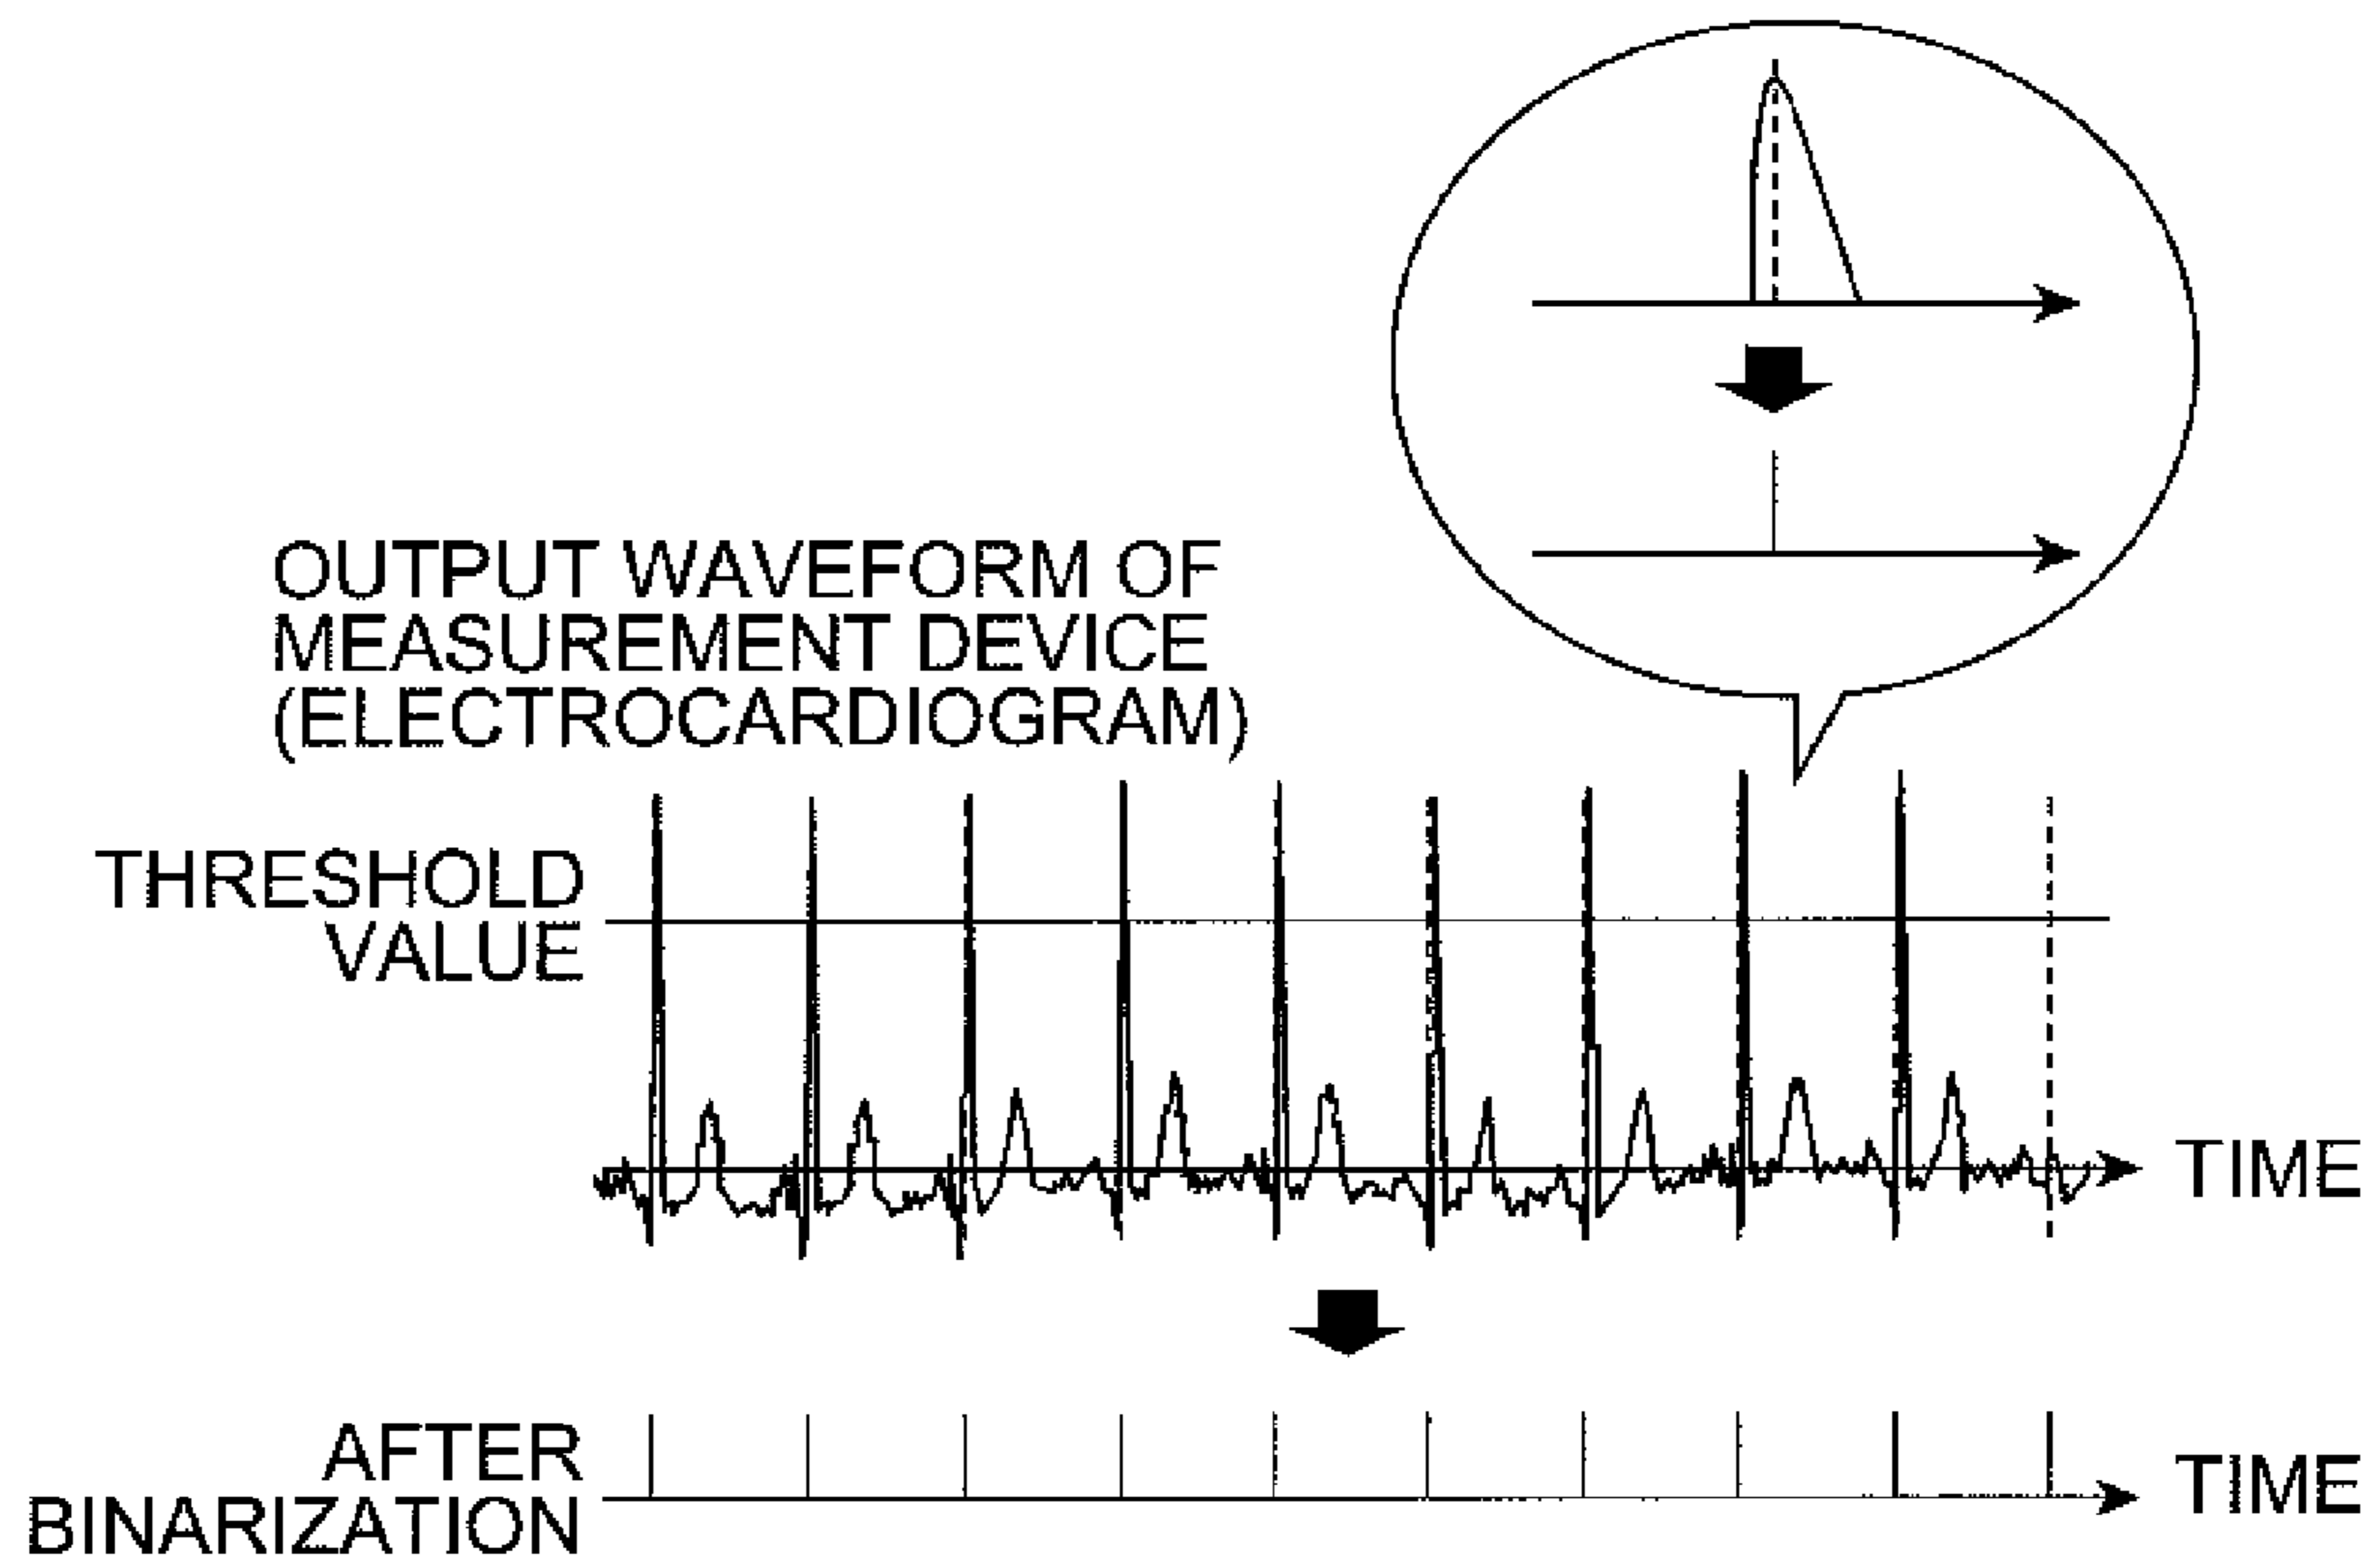 OUTPUT WAVEFORM OF
MEASUREMENT DEVICE
(ELECTROCARDIOGRAM)
THRESHOLD
VALUE
TIME
AFTER
BINARIZATION
TIME